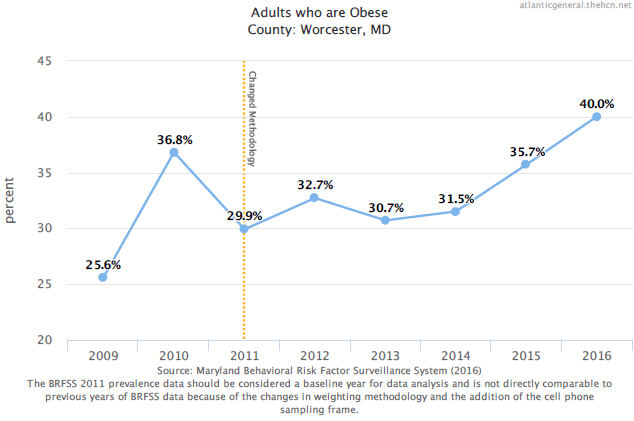 atlanticgeneral.thehcn.net
Adults who are Obese
County: Worcester, MD
45
40
35
30
25
20
percent
Changed Methodology
25.6%
36.8%
29.9%
32.7%
30.7%
31.5%
35.7%
40.0%
2009 2010 2011 2012 2013 2014 2015 2016
Source: Maryland Behavioral Risk Factor Surveillance System (2016)
The BRFSS 2011 prevalence data should be considered a baseline year for data analysis and is not directly comparable to
previous years of BRFSS data because of the changes in weighting methodology and the addition of the cell phone
sampling frame.